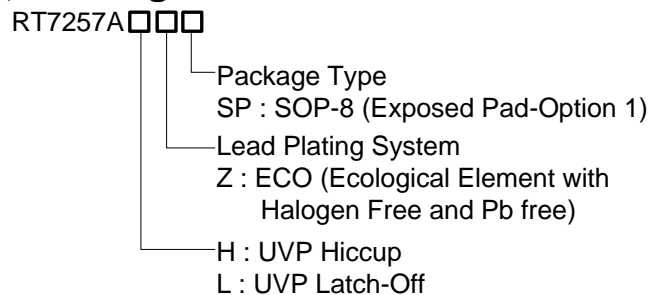 RT7257A
Package Type
SP : SOP-8 (Exposed Pad-Option 1)
Lead Plating System
Z : ECO (Ecological Element with
Halogen Free and Pb free)
H : UVP Hiccup
L : UVP Latch-Off